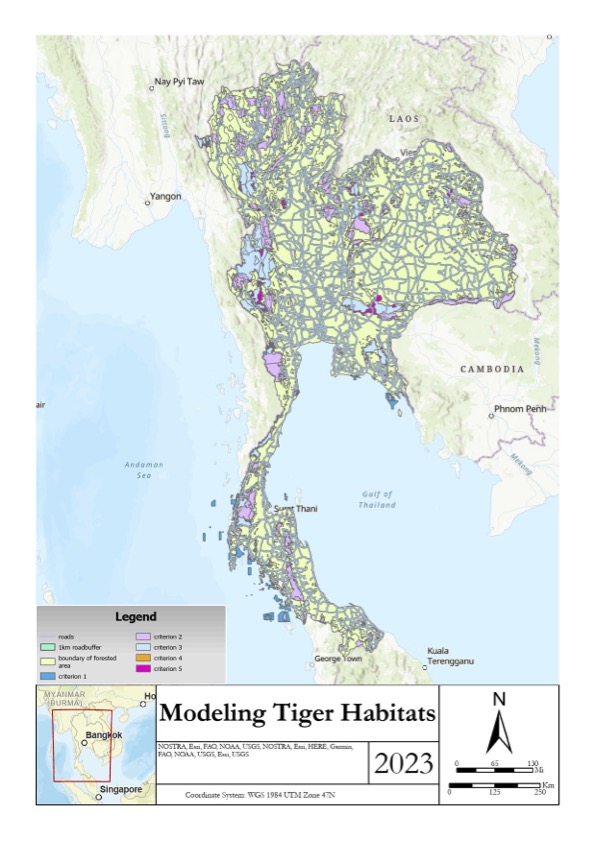 Nay Pyi Taw
Sittang
LAOS
Vien
Yangon
CAMBODIA
Mekong
Phnom Penh
Mekong
air
Andaman
Sea
Gulf of
Thailand
Surat Thani
George Town
Kuala
Terengganu
Legend
roads
1km roadbuffer
boundary of forested
area
criterion 1
criterion 2
criterion 3
criterion 4
criterion 5
MYANMAR
(BURMA)
Ho
Bangkok
Singapore
Modeling Tiger Habitats
NOSTRA, Esri, FAO, NOAA, USGS, NOSTRA, Esri, HERE, Garmin,
FAO, NOAA, USGS, Esri, USGS
2023
Coordinate System: WGS 1984 UTM Zone 47N
N
0 65 130
Mi
Km
0 125 250